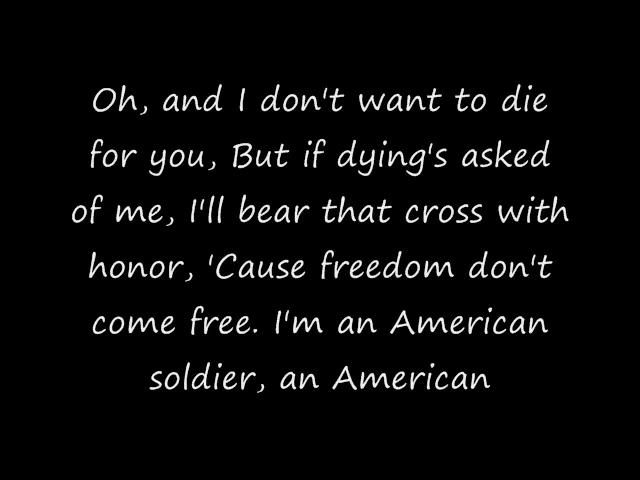 Oh, and I don't want to die
for you, But if dying's asked
of me, I'll bear that cross with
honor, 'Cause freedom don't
come free. I'm an American
soldier, an American